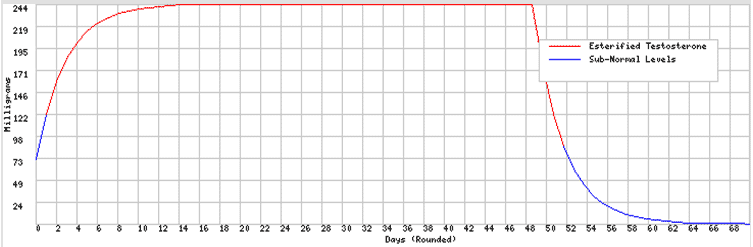 244
219
195
171
146
122
98
73
49
24
Milligrams
Esterified Testosterone
Sub-Normal Levels
0 2 4 6 8 10 12 14 16 18 20 22 24 26 28 30 32 34 36 38 40 42 44 46 48 50 52 54 56 58 60 62 64 66 68
Days (Rounded)